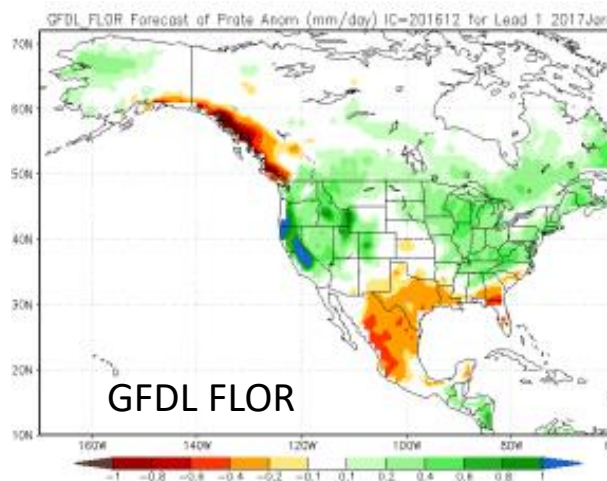 GFDL_FLOR Forecast of Prate Anom (mm/day) IC=201612 for Lead 1 2017Jan
70N
60N
50N
40N
30N
20N
10N
GFDL FLOR
160W 140W 120W 100W 80W
-1 -0.8 -0.6 -0.4 -0.2 -0.1 0.1 0.2 0.4 0.6 0.8 1